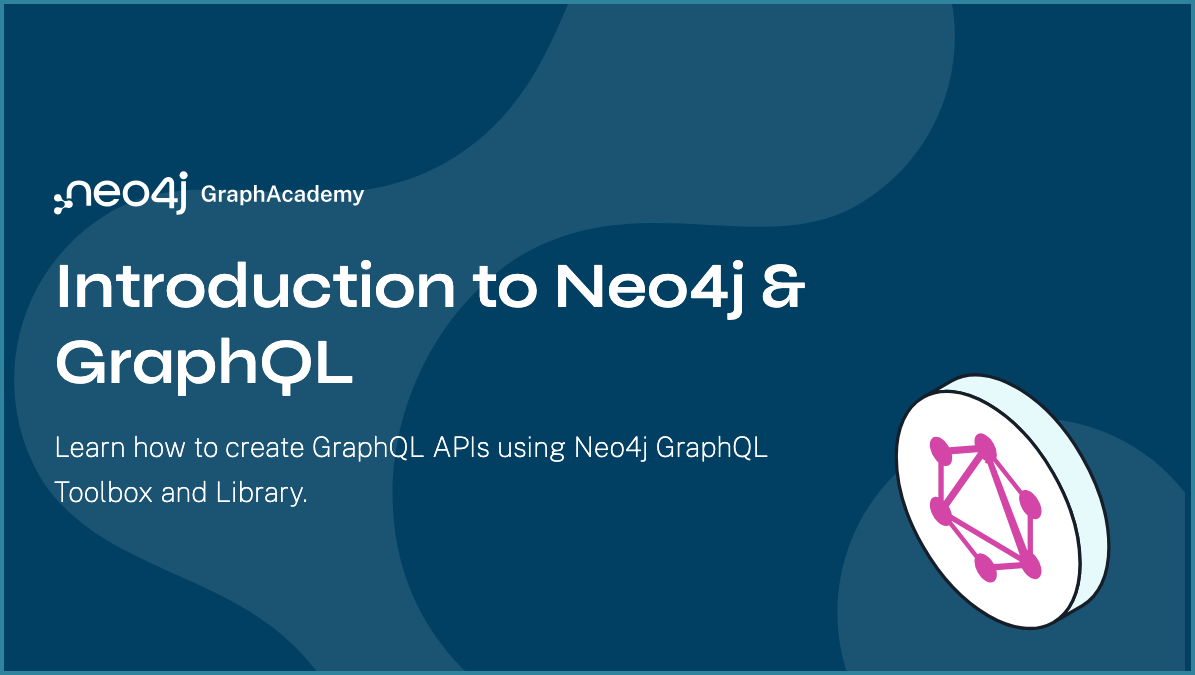 neo4j GraphAcademy
Introduction to Neo4j &
GraphQL
Learn how to create GraphQL APIs using Neo4j GraphQL
Toolbox and Library.